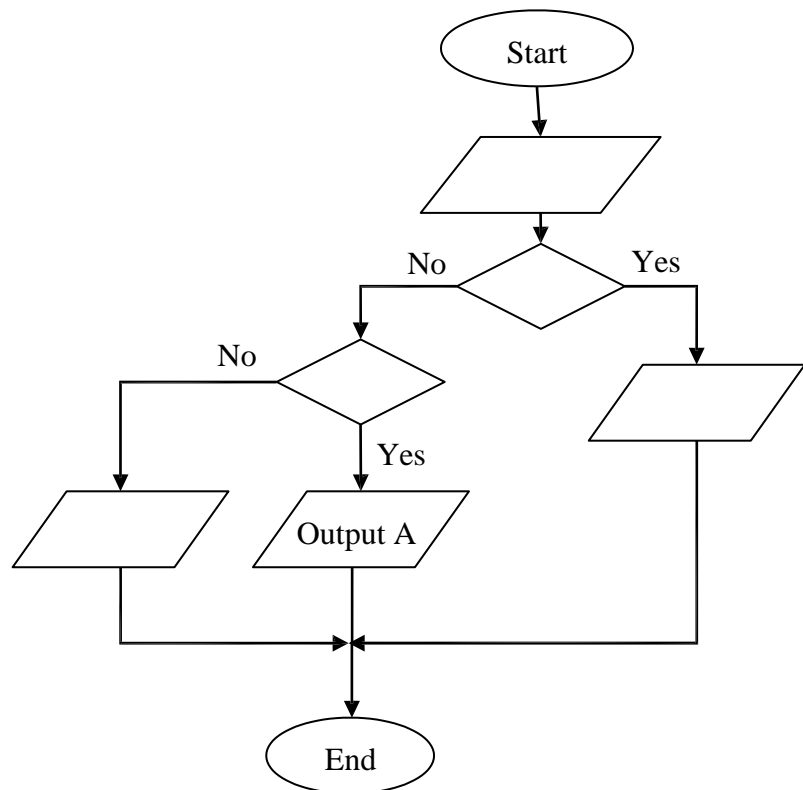 Start
No
Yes
No
Yes
Output A
End